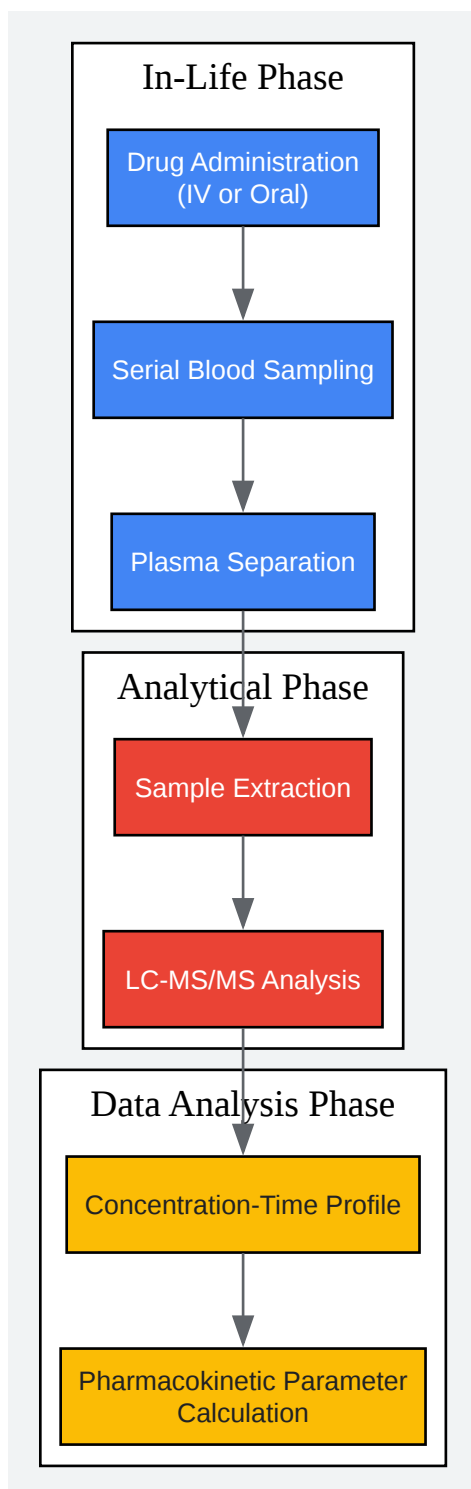 In-Life Phase
Drug Administration
(IV or Oral)
Serial Blood Sampling
Plasma Separation
Analytical Phase
Sample Extraction
LC-MS/MS Analysis
Data Analysis Phase
Concentration-Time Profile
Pharmacokinetic Parameter
Calculation